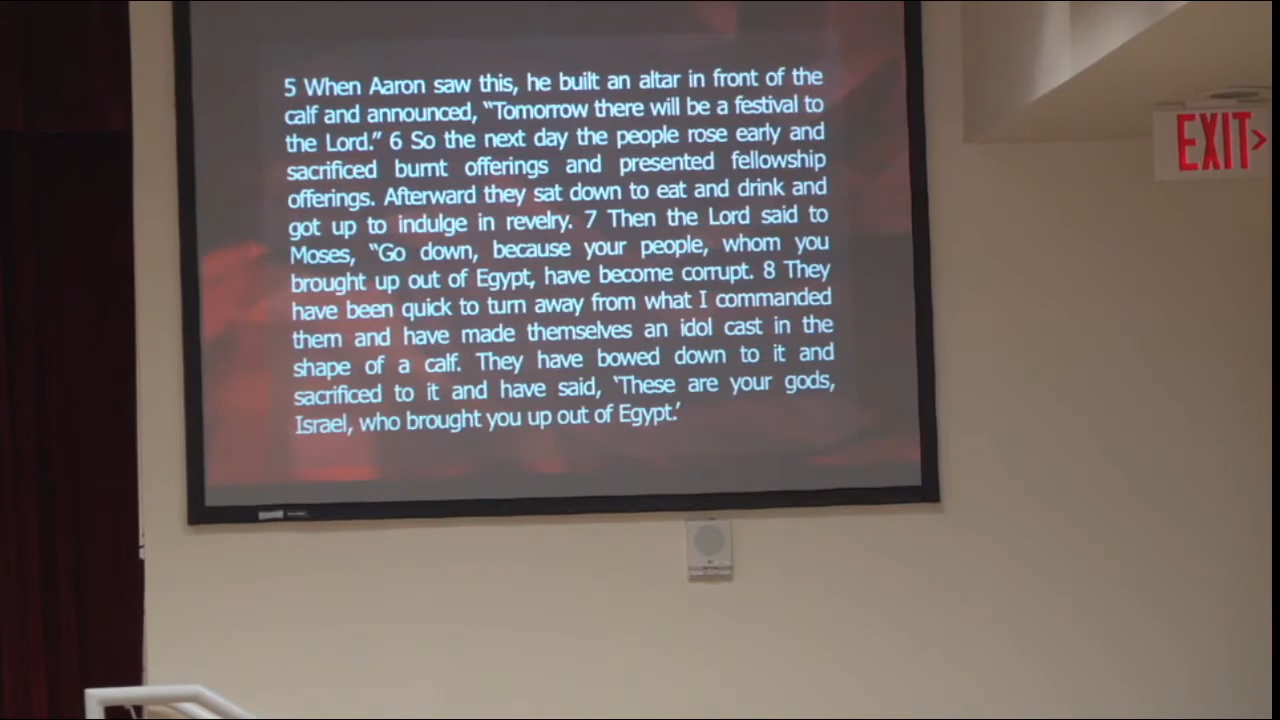 5 When Aaron saw this, he built an altar in front of the
calf and announced, “Tomorrow there will be a festival to
the Lord.” 6 So the next day the people rose early and
sacrificed burnt offerings and presented fellowship
offerings. Afterward they sat down to eat and drink and
got up to indulge in revelry. 7 Then the Lord said to
Moses, “Go down, because your people, whom you
brought up out of Egypt, have become corrupt. 8 They
have been quick to turn away from what I commanded
them and have made themselves an idol cast in the
shape of a calf. They have bowed down to it and
sacrificed to it and have said, ‘These are your gods,
Israel, who brought you up out of Egypt.’
EXIT>